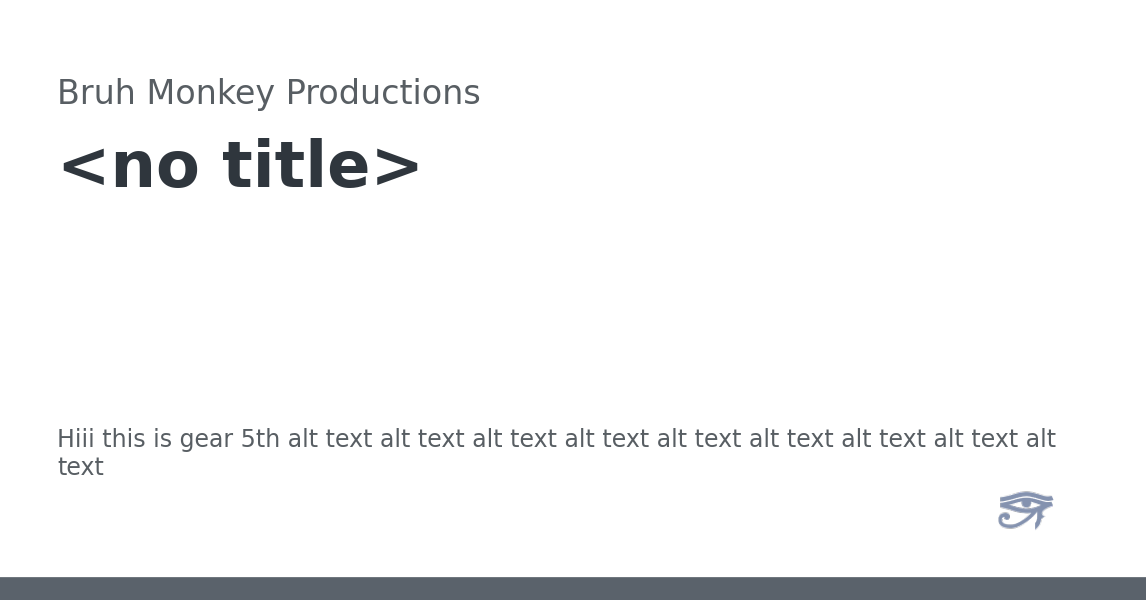 Bruh Monkey Productions
<no title>
Hiii this is gear 5th alt text alt text alt text alt text alt text alt text alt text alt text alt
text